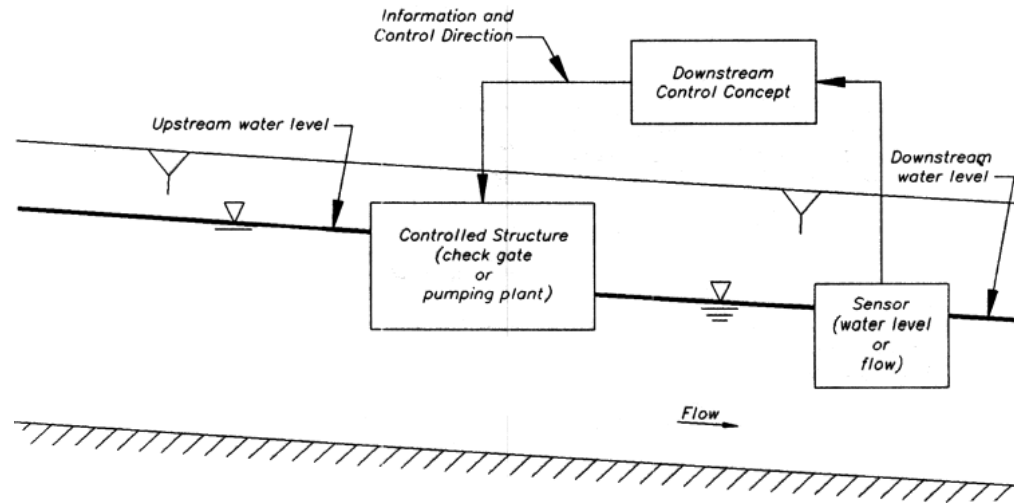 Information and
Control Direction
Downstream
Control Concept
Upstream water level
Downstream
water level
Controlled Structure
(check gate
or
pumping plant)
Sensor
(water level
or
flow)
Flow